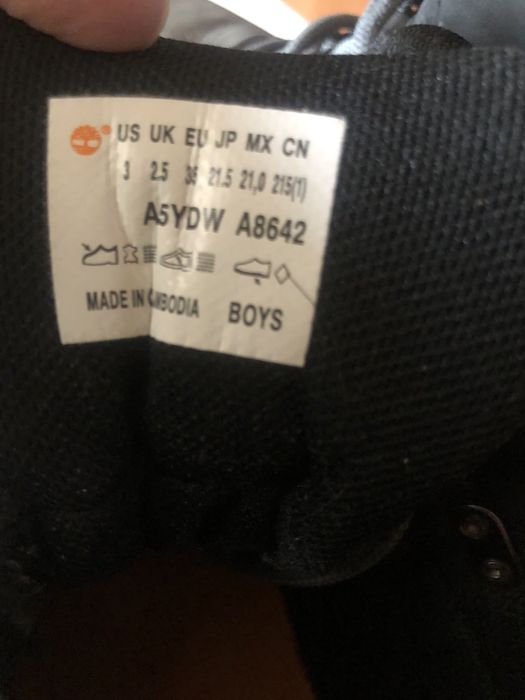 US UK EU JP MX CN
3 2.5 35 21.5 21,0 215(1)
A5YDW A8642
MADE IN CAMBODIA BOYS